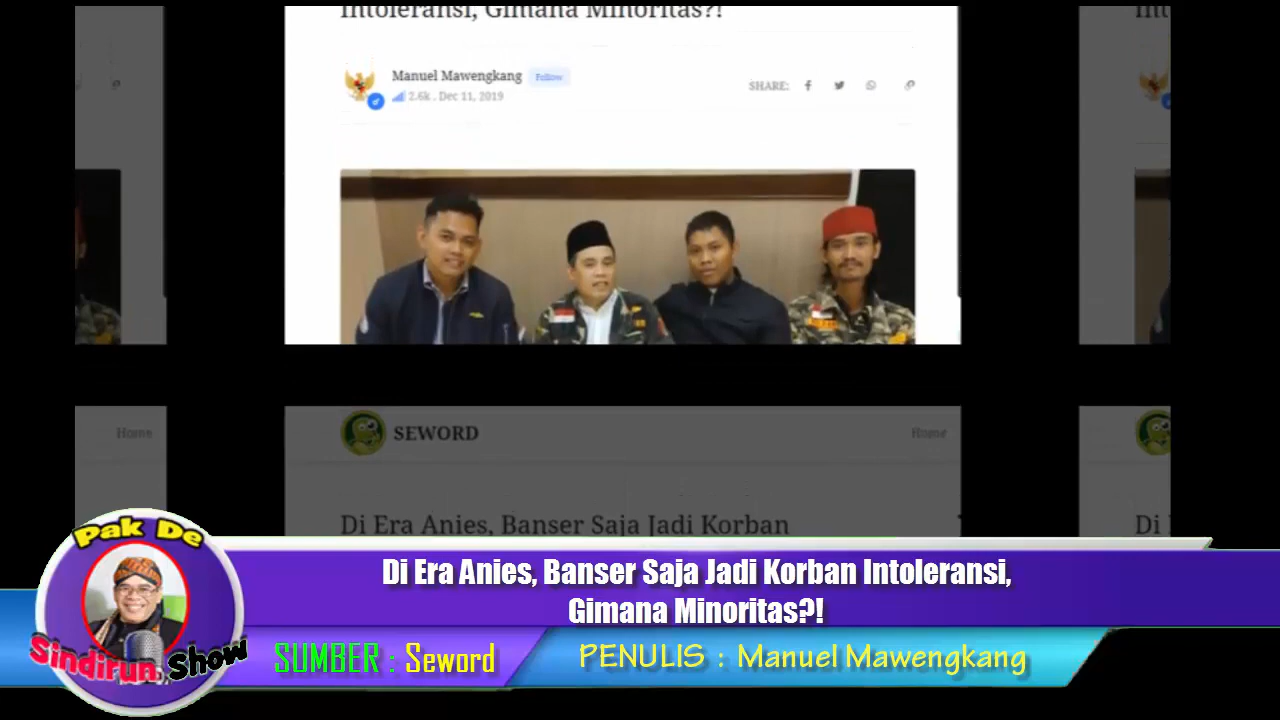 Intoleransi, Gimana Minoritas?!
Manuel Mawengkang Follow
2.6k . Dec 11, 2019
SHARE:
Home
SEWORD
Home
Di Era Anies, Banser Saja Jadi Korban
Di
Pak De
Sindirun Show
Di Era Anies, Banser Saja Jadi Korban Intoleransi,
Gimana Minoritas?!
SUMBER : Seword
PENULIS : Manuel Mawengkang